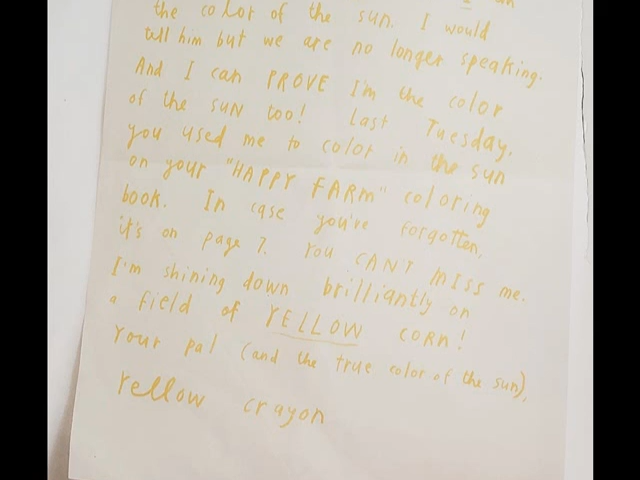 the color of the sun. I would
tell him but we are no longer speaking.
And I can PROVE I'm the color
of the sun too! Last Tuesday,
you used me to color in the sun
on your "HAPPY FARM" coloring
book. In case you've forgotten,
it's on page 7. You CAN'T MISS me.
I'm shining down brilliantly on
a field of YELLOW corn!
Your pal (and the true color of the sun),
Yellow crayon